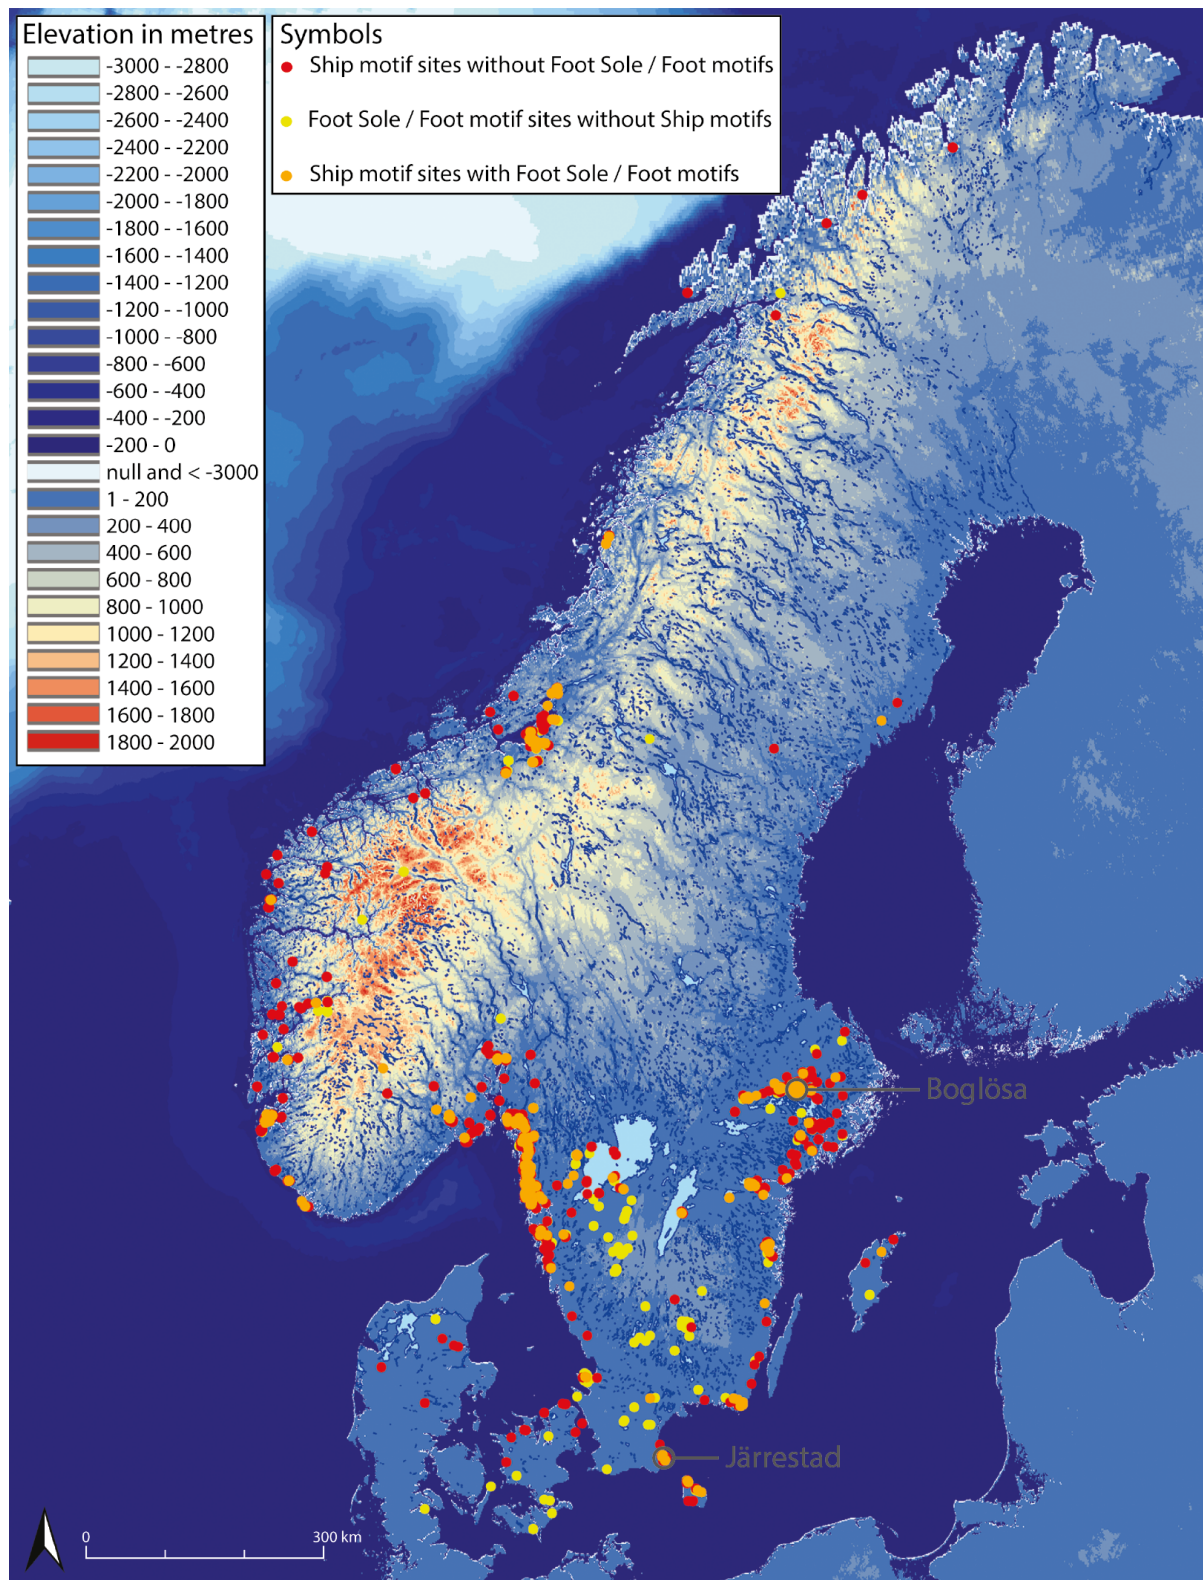 Elevation in metres
-3000 - -2800
-2800 - -2600
-2600 - -2400
-2400 - -2200
-2200 - -2000
-2000 - -1800
-1800 - -1600
-1600 - -1400
-1400 - -1200
-1200 - -1000
-1000 - -800
-800 - -600
-600 - -400
-400 - -200
-200 - 0
null and < -3000
1 - 200
200 - 400
400 - 600
600 - 800
800 - 1000
1000 - 1200
1200 - 1400
1400 - 1600
1600 - 1800
1800 - 2000
Symbols
Ship motif sites without Foot Sole / Foot motifs
Foot Sole / Foot motif sites without Ship motifs
Ship motif sites with Foot Sole / Foot motifs
Boglösa
Järrestad
0 300 km